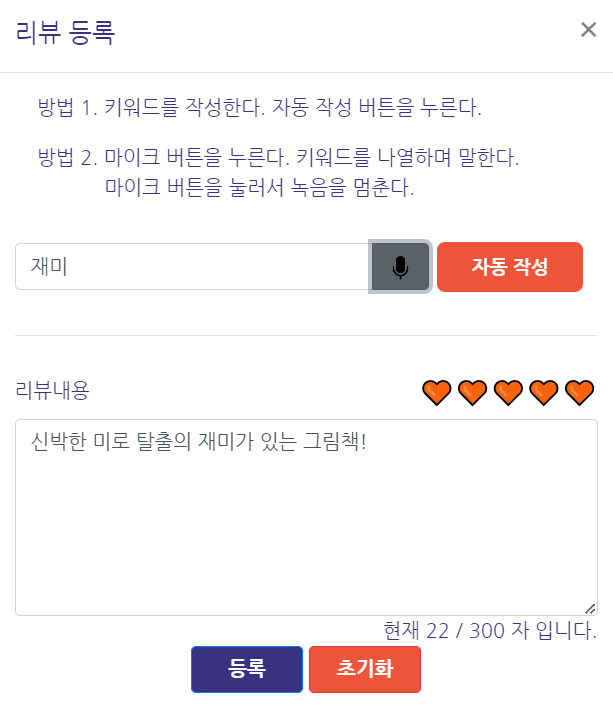 리뷰 등록 ×
방법 1. 키워드를 작성한다. 자동 작성 버튼을 누른다.
방법 2. 마이크 버튼을 누른다. 키워드를 나열하며 말한다.
마이크 버튼을 눌러서 녹음을 멈춘다.
재미 자동 작성
리뷰내용
신박한 미로 탈출의 재미가 있는 그림책!
현재 22 / 300 자 입니다.
등록 초기화